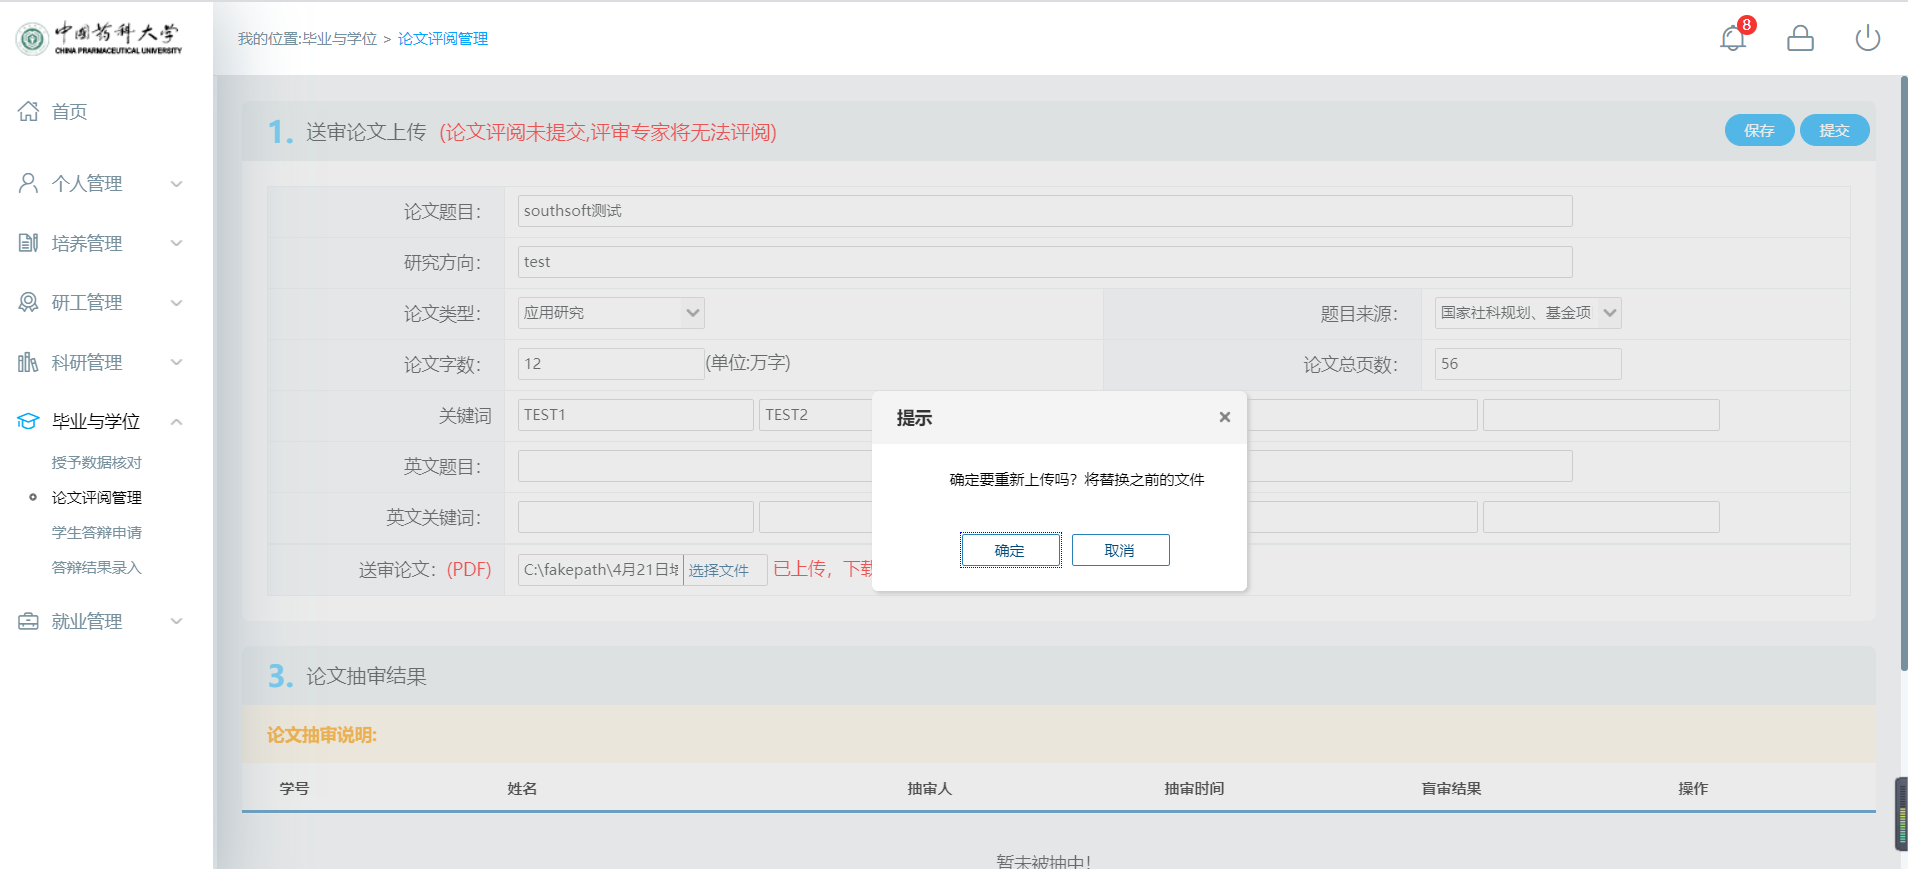 中国药科大学
CHINA PHARMACEUTICAL UNIVERSITY
我的位置:毕业与学位 > 论文评阅管理
8
首页
个人管理
培养管理
研工管理
科研管理
毕业与学位
授予数据核对
论文评阅管理
学生答辩申请
答辩结果录入
就业管理
1. 送审论文上传 (论文评阅未提交,评审专家将无法评阅)
保存 提交
论文题目： southsoft测试
研究方向： test
论文类型： 应用研究 题目来源： 国家社科规划、基金项
论文字数： 12 (单位:万字) 论文总页数： 56
关键词 TEST1 TEST2
英文题目：
英文关键词：
送审论文：(PDF) C:\fakepath\4月21日 选择文件 已上传，下载
提示 ×
确定要重新上传吗？将替换之前的文件
确定 取消
3. 论文抽审结果
论文抽审说明:
学号 姓名 抽审人 抽审时间 盲审结果 操作
暂未被抽中!